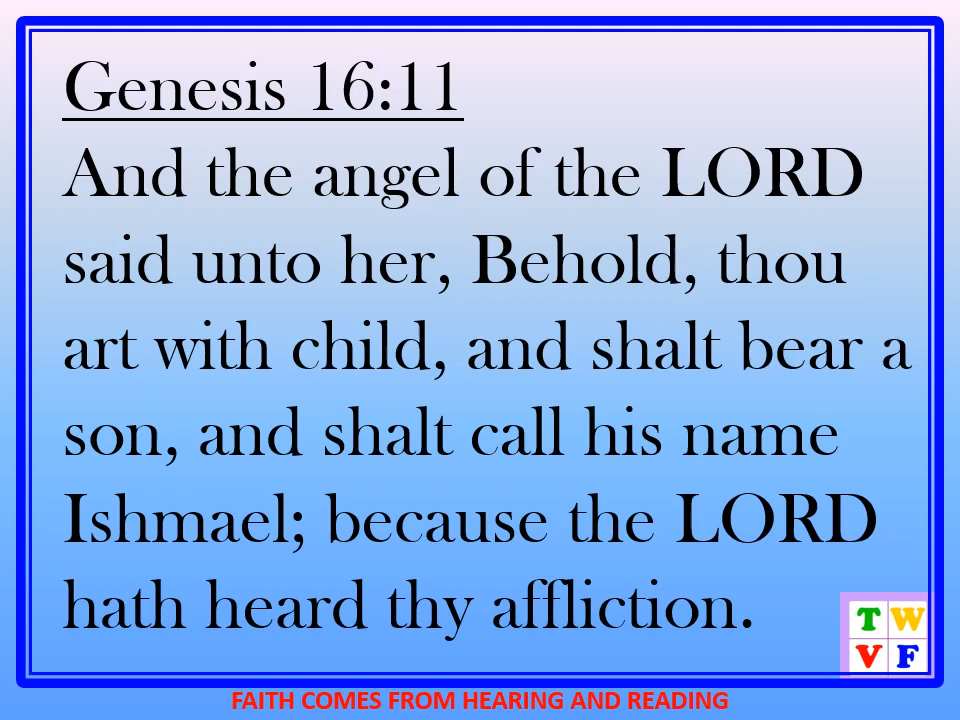 Genesis 16:11
And the angel of the LORD
said unto her, Behold, thou
art with child, and shalt bear a
son, and shalt call his name
Ishmael; because the LORD
hath heard thy affliction.
T W
V F
FAITH COMES FROM HEARING AND READING